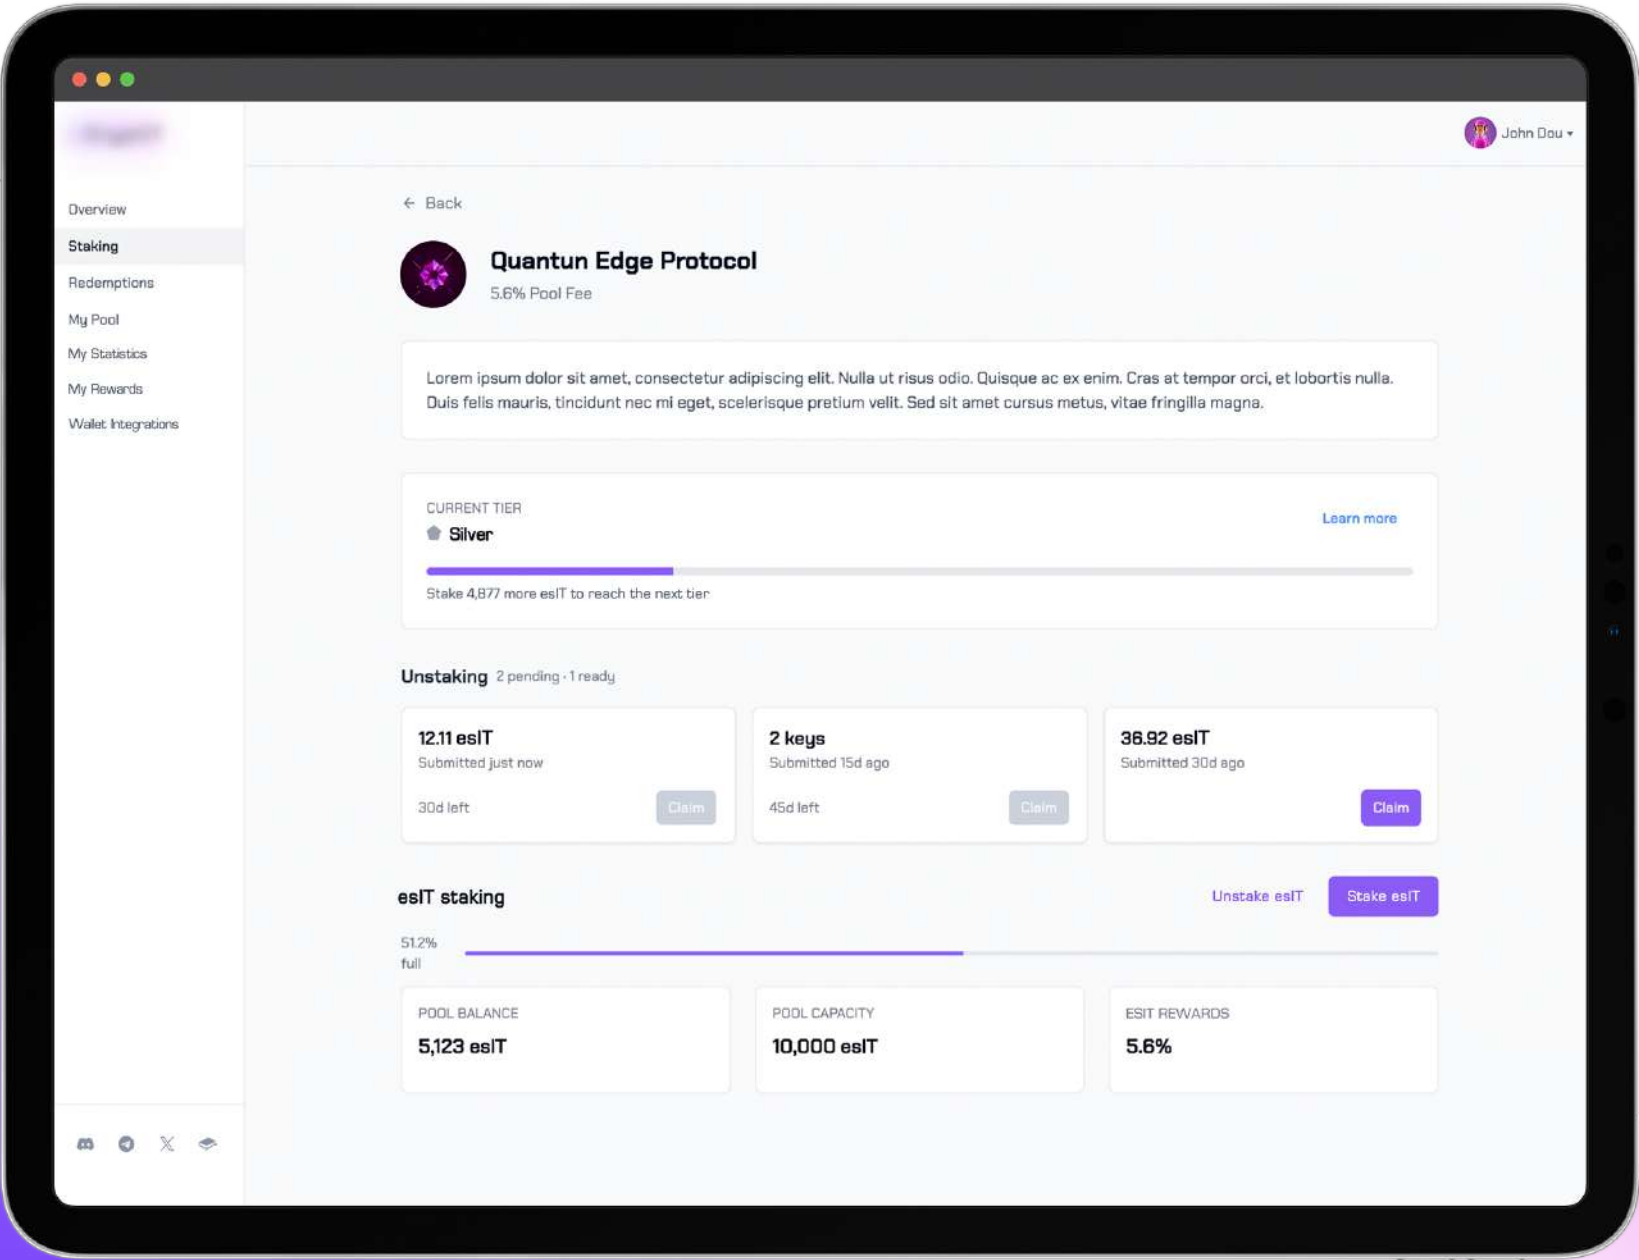 John Dou
Overview
Staking
Redemptions
My Pool
My Statistics
My Rewards
Wallet Integrations
← Back
Quantun Edge Protocol
5.6% Pool Fee
Lorem ipsum dolor sit amet, consectetur adipiscing elit. Nulla ut risus odio. Quisque ac ex enim. Cras at tempor orci, et lobortis nulla.
Duis felis mauris, tincidunt nec mi eget, scelerisque pretium velit. Sed sit amet cursus metus, vitae fringilla magna.
CURRENT TIER
Silver
Learn more
Stake 4,877 more esIT to reach the next tier
Unstaking 2 pending · 1 ready
12.11 esIT
Submitted just now
30d left
Claim
2 keys
Submitted 15d ago
45d left
Claim
36.92 esIT
Submitted 30d ago
Claim
esIT staking
Unstake esIT
Stake esIT
51.2%
full
POOL BALANCE
5,123 esIT
POOL CAPACITY
10,000 esIT
ESIT REWARDS
5.6%